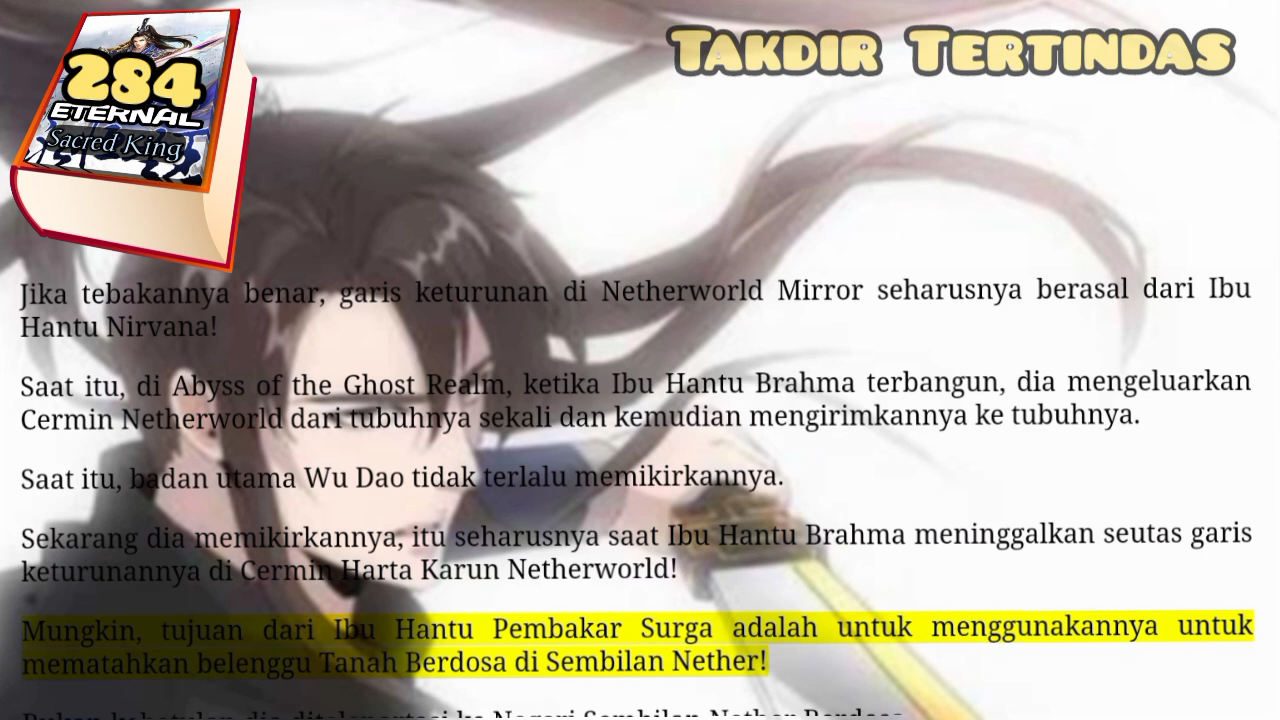 284
ETERNAL
Sacred King
TAKDIR TERTINDAS
Jika tebakannya benar, garis keturunan di Netherworld Mirror seharusnya berasal dari Ibu
Hantu Nirvana!
Saat itu, di Abyss of the Ghost Realm, ketika Ibu Hantu Brahma terbangun, dia mengeluarkan
Cermin Netherworld dari tubuhnya sekali dan kemudian mengirimkannya ke tubuhnya.
Saat itu, badan utama Wu Dao tidak terlalu memikirkannya.
Sekarang dia memikirkannya, itu seharusnya saat Ibu Hantu Brahma meninggalkan seutas garis
keturunannya di Cermin Harta Karun Netherworld!
Mungkin, tujuan dari Ibu Hantu Pembakar Surga adalah untuk menggunakannya untuk
mematahkan belenggu Tanah Berdosa di Sembilan Nether!